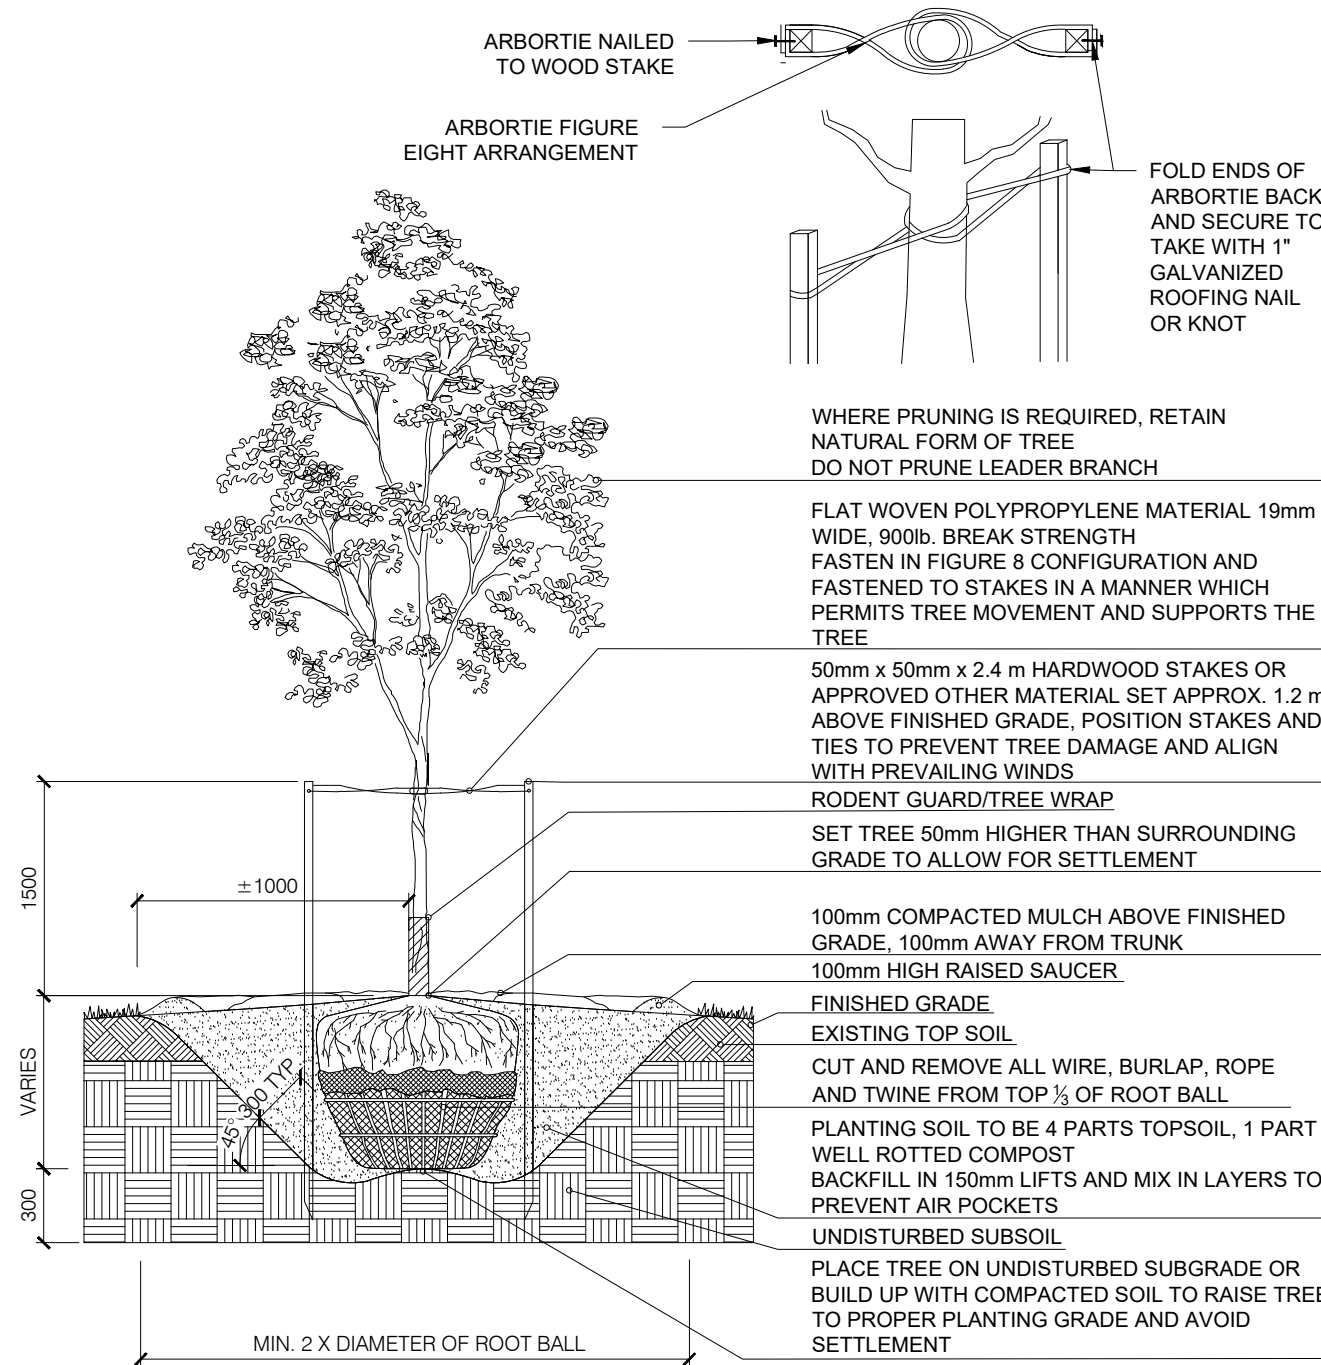 ARBORTIE NAILED
TO WOOD STAKE
ARBORTIE FIGURE
EIGHT ARRANGEMENT
FOLD ENDS OF
ARBORTIE BACK
AND SECURE TO
TAKE WITH 1"
GALVANIZED
ROOFING NAIL
OR KNOT
WHERE PRUNING IS REQUIRED, RETAIN
NATURAL FORM OF TREE
DO NOT PRUNE LEADER BRANCH
FLAT WOVEN POLYPROPYLENE MATERIAL 19mm
WIDE, 900lb. BREAK STRENGTH
FASTEN IN FIGURE 8 CONFIGURATION AND
FASTENED TO STAKES IN A MANNER WHICH
PERMITS TREE MOVEMENT AND SUPPORTS THE
TREE
50mm x 50mm x 2.4 m HARDWOOD STAKES OR
APPROVED OTHER MATERIAL SET APPROX. 1.2 m
ABOVE FINISHED GRADE, POSITION STAKES AND
TIES TO PREVENT TREE DAMAGE AND ALIGN
WITH PREVAILING WINDS
RODENT GUARD/TREE WRAP
SET TREE 50mm HIGHER THAN SURROUNDING
GRADE TO ALLOW FOR SETTLEMENT
100mm COMPACTED MULCH ABOVE FINISHED
GRADE, 100mm AWAY FROM TRUNK
100mm HIGH RAISED SAUCER
FINISHED GRADE
EXISTING TOP SOIL
CUT AND REMOVE ALL WIRE, BURLAP, ROPE
AND TWINE FROM TOP ⅓ OF ROOT BALL
PLANTING SOIL TO BE 4 PARTS TOPSOIL, 1 PART
WELL ROTTED COMPOST
BACKFILL IN 150mm LIFTS AND MIX IN LAYERS TO
PREVENT AIR POCKETS
UNDISTURBED SUBSOIL
PLACE TREE ON UNDISTURBED SUBGRADE OR
BUILD UP WITH COMPACTED SOIL TO RAISE TREE
TO PROPER PLANTING GRADE AND AVOID
SETTLEMENT
1500
±1000
VARIES
300 TYP
45°
300
MIN. 2 X DIAMETER OF ROOT BALL